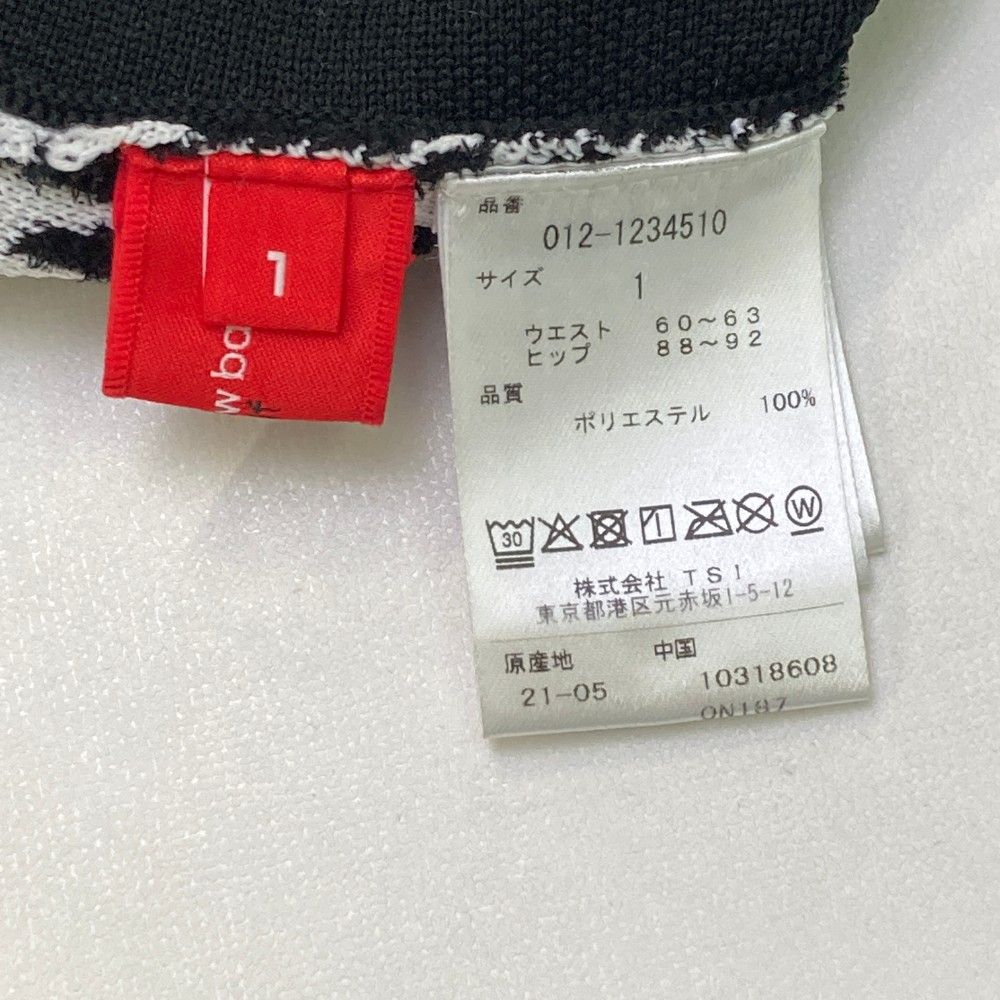 1
w ba
品番
012-1234510
サイズ
1
ウエスト 60～63
ヒップ 88～92
品質
ポリエステル 100%
30
1
W
株式会社 TSI
東京都港区元赤坂1-5-12
原産地 中国
21-05 10318608